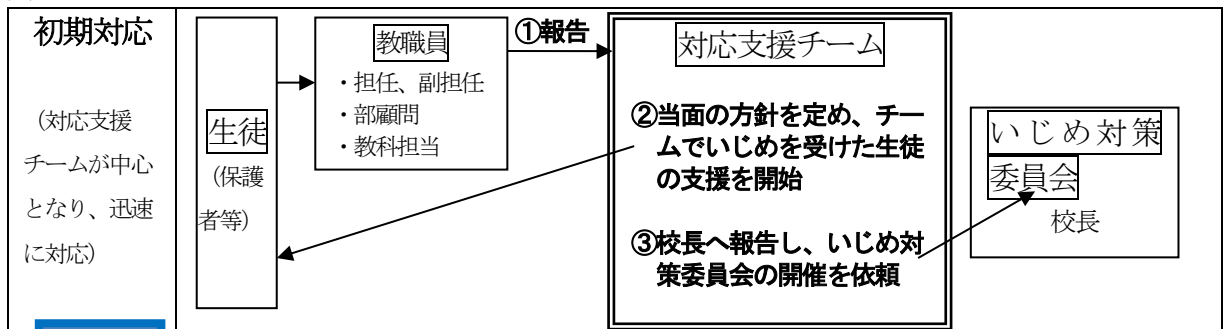 初期対応
（対応支援
チームが中心
となり、迅速
に対応）
生徒
（保護
者等）
教職員
・担任、副担任
・部顧問
・教科担当
①報告
対応支援チーム
②当面の方針を定め、チー
ムでいじめを受けた生徒
の支援を開始
③校長へ報告し、いじめ対
策委員会の開催を依頼
いじめ対策
委員会
校長